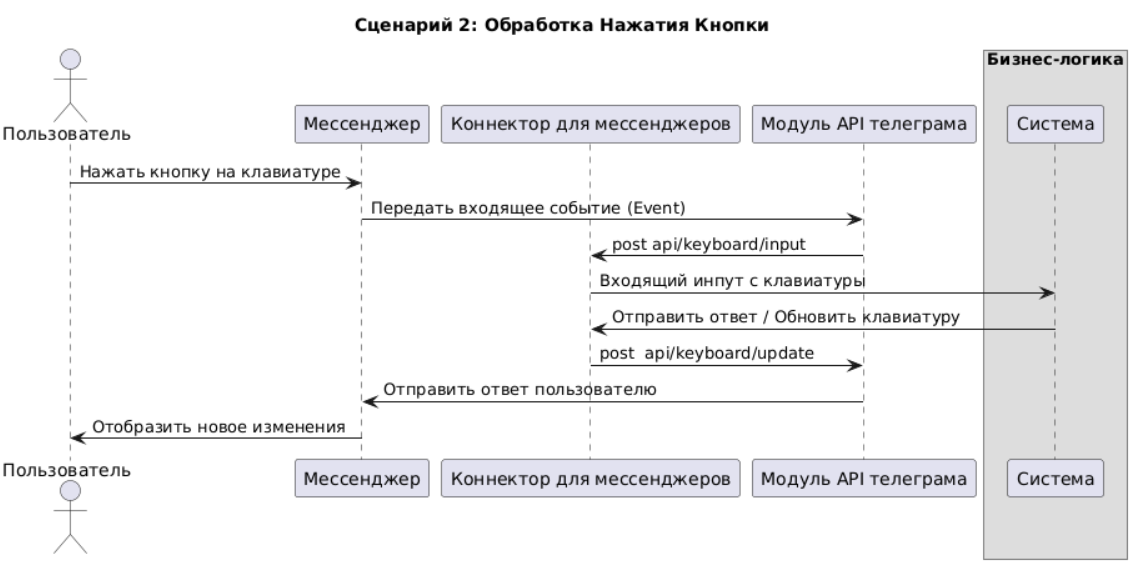 Сценарий 2: Обработка Нажатия Кнопки
Бизнес-логика
Пользователь
Мессенджер
Коннектор для мессенджеров
Модуль API телеграма
Система
Нажать кнопку на клавиатуре
Передать входящее событие (Event)
post api/keyboard/input
Входящий инпут с клавиатуры
Отправить ответ / Обновить клавиатуру
post  api/keyboard/update
Отправить ответ пользователю
Отобразить новое изменения
Пользователь
Мессенджер
Коннектор для мессенджеров
Модуль API телеграма
Система